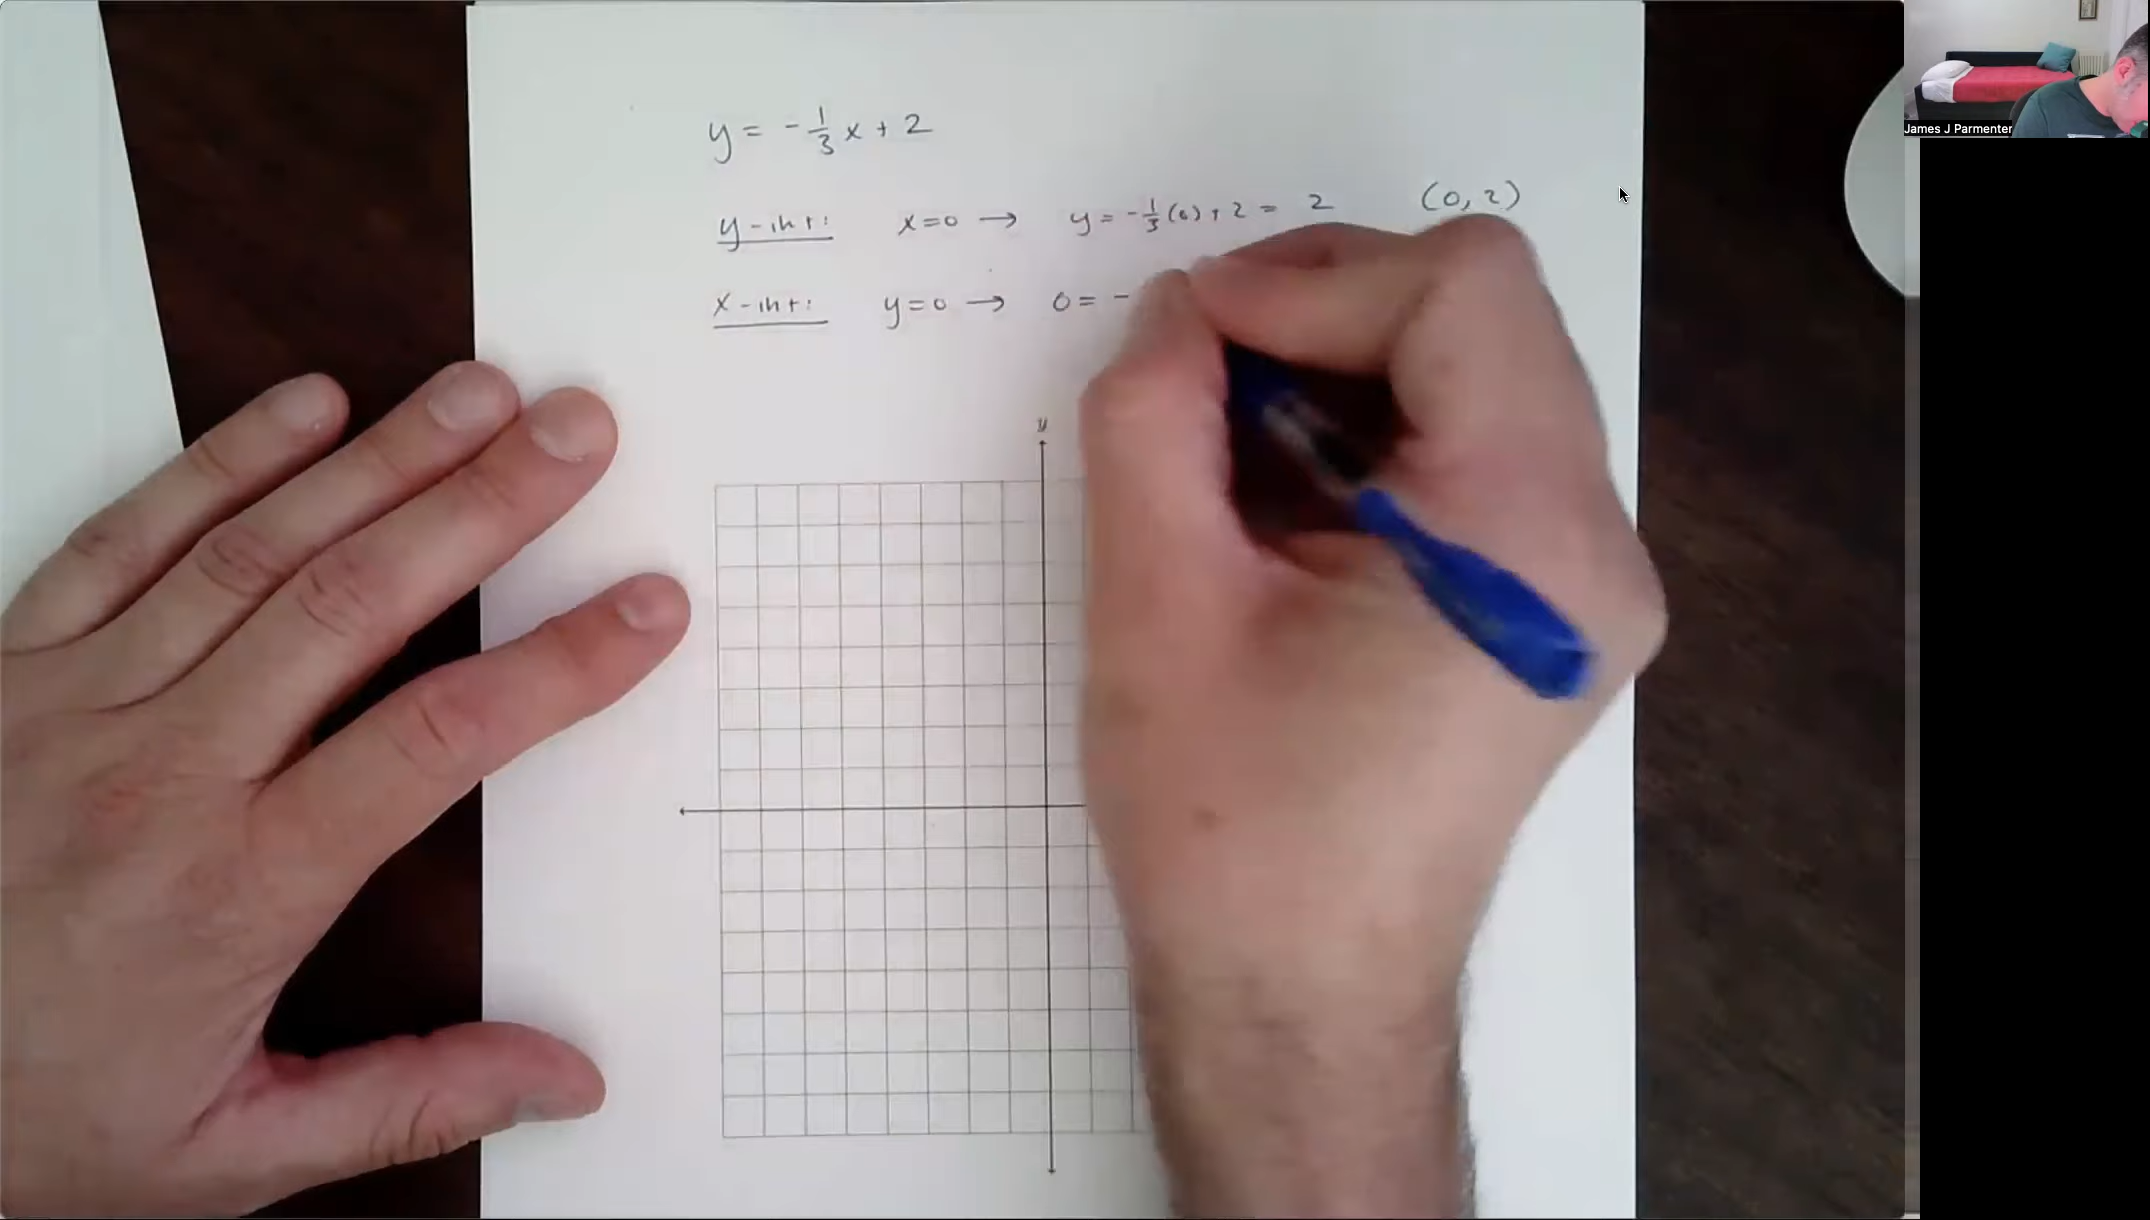 y = -1/3 x + 2
y-int: x=0 → y = -1/3 (0) + 2 = 2 (0, 2)
x-int: y=0 → 0 = -
y
James J Parmenter